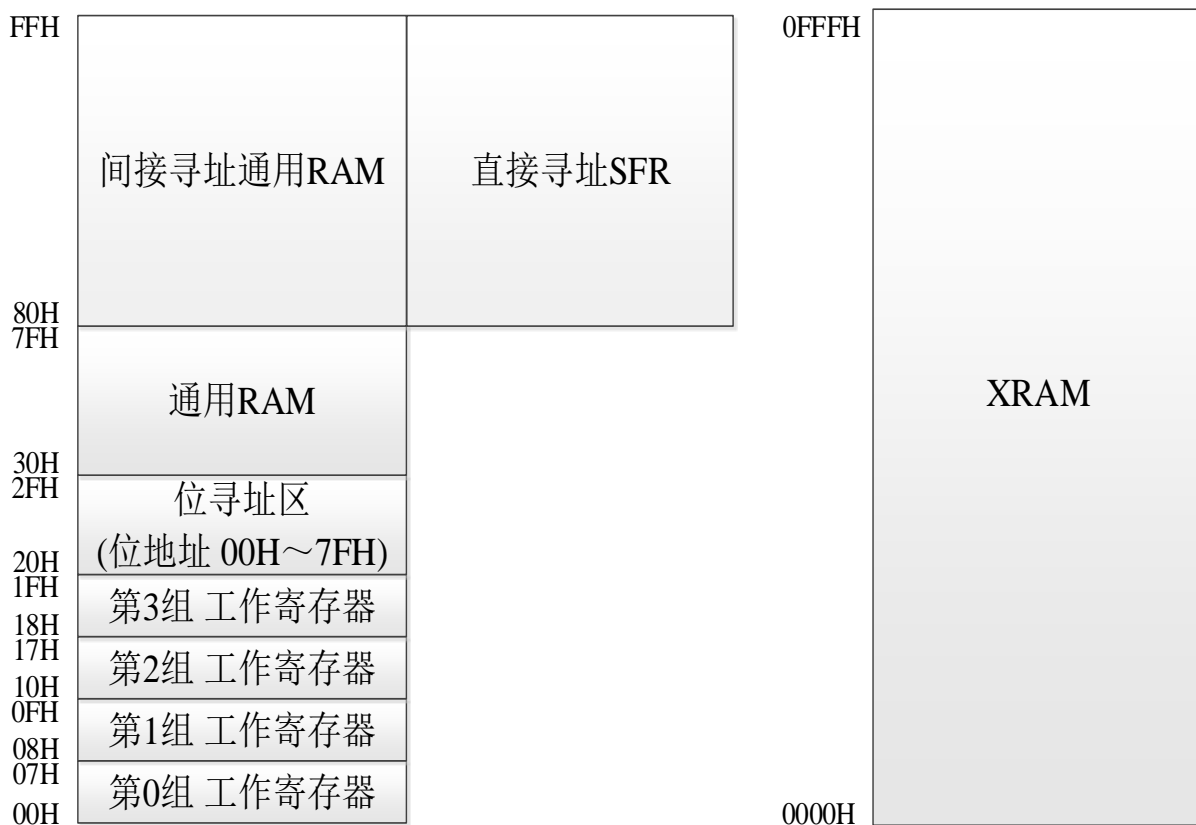 FFH
间接寻址通用RAM
直接寻址SFR
80H
7FH
通用RAM
30H
2FH
位寻址区
(位地址 00H～7FH)
20H
1FH
第3组 工作寄存器
18H
17H
第2组 工作寄存器
10H
0FH
第1组 工作寄存器
08H
07H
第0组 工作寄存器
00H
0FFFH
XRAM
0000H